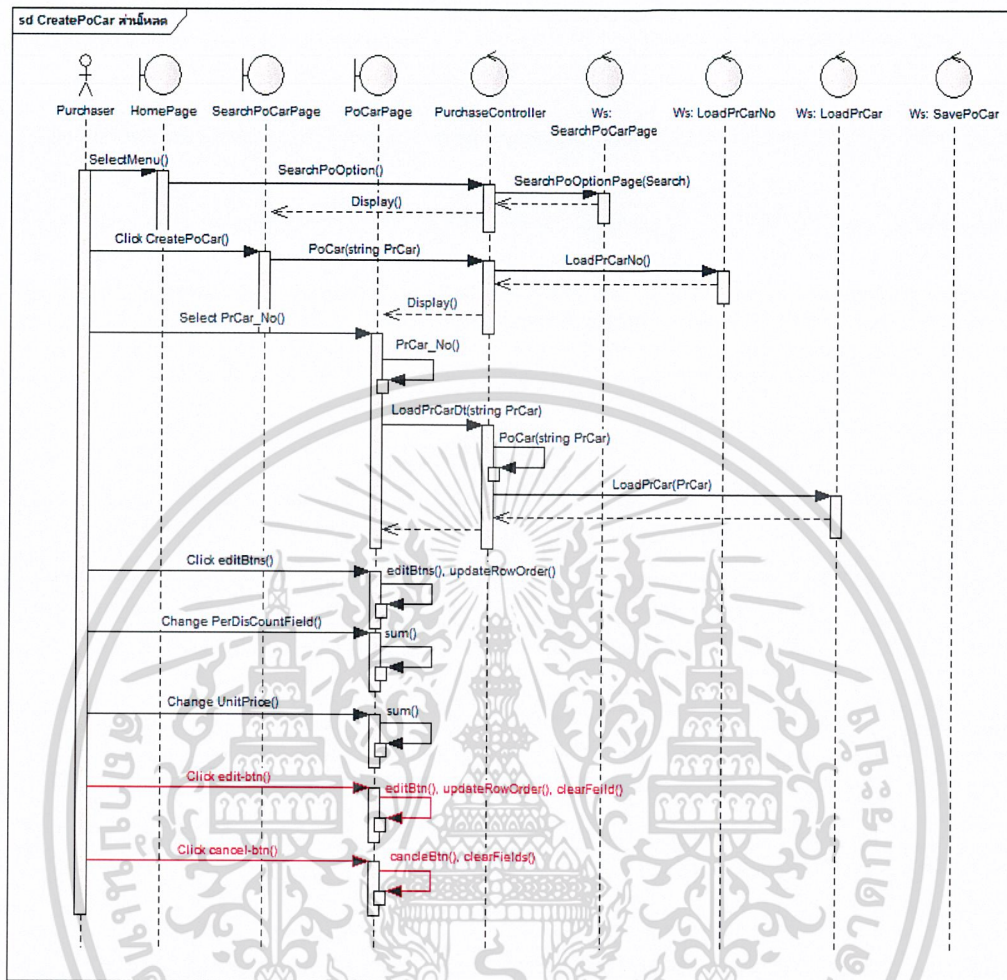 sd CreatePoCar ส่วนโหลด
Purchaser
HomePage
SearchPoCarPage
PoCarPage
PurchaseController
Ws:
SearchPoCarPage
Ws: LoadPrCarNo
Ws: LoadPrCar
Ws: SavePoCar
SelectMenu()
SearchPoOption()
SearchPoOptionPage(Search)
Display()
Click CreatePoCar()
PoCar(string PrCar)
LoadPrCarNo()
Display()
Select PrCar_No()
PrCar_No()
LoadPrCarDt(string PrCar)
PoCar(string PrCar)
LoadPrCar(PrCar)
Click editBtns()
editBtns(), updateRowOrder()
Change PerDisCountField()
sum()
Change UnitPrice()
sum()
Click edit-btn()
editBtn(), updateRowOrder(), clearFeild()
Click cancel-btn()
cancleBtn(), clearFields()